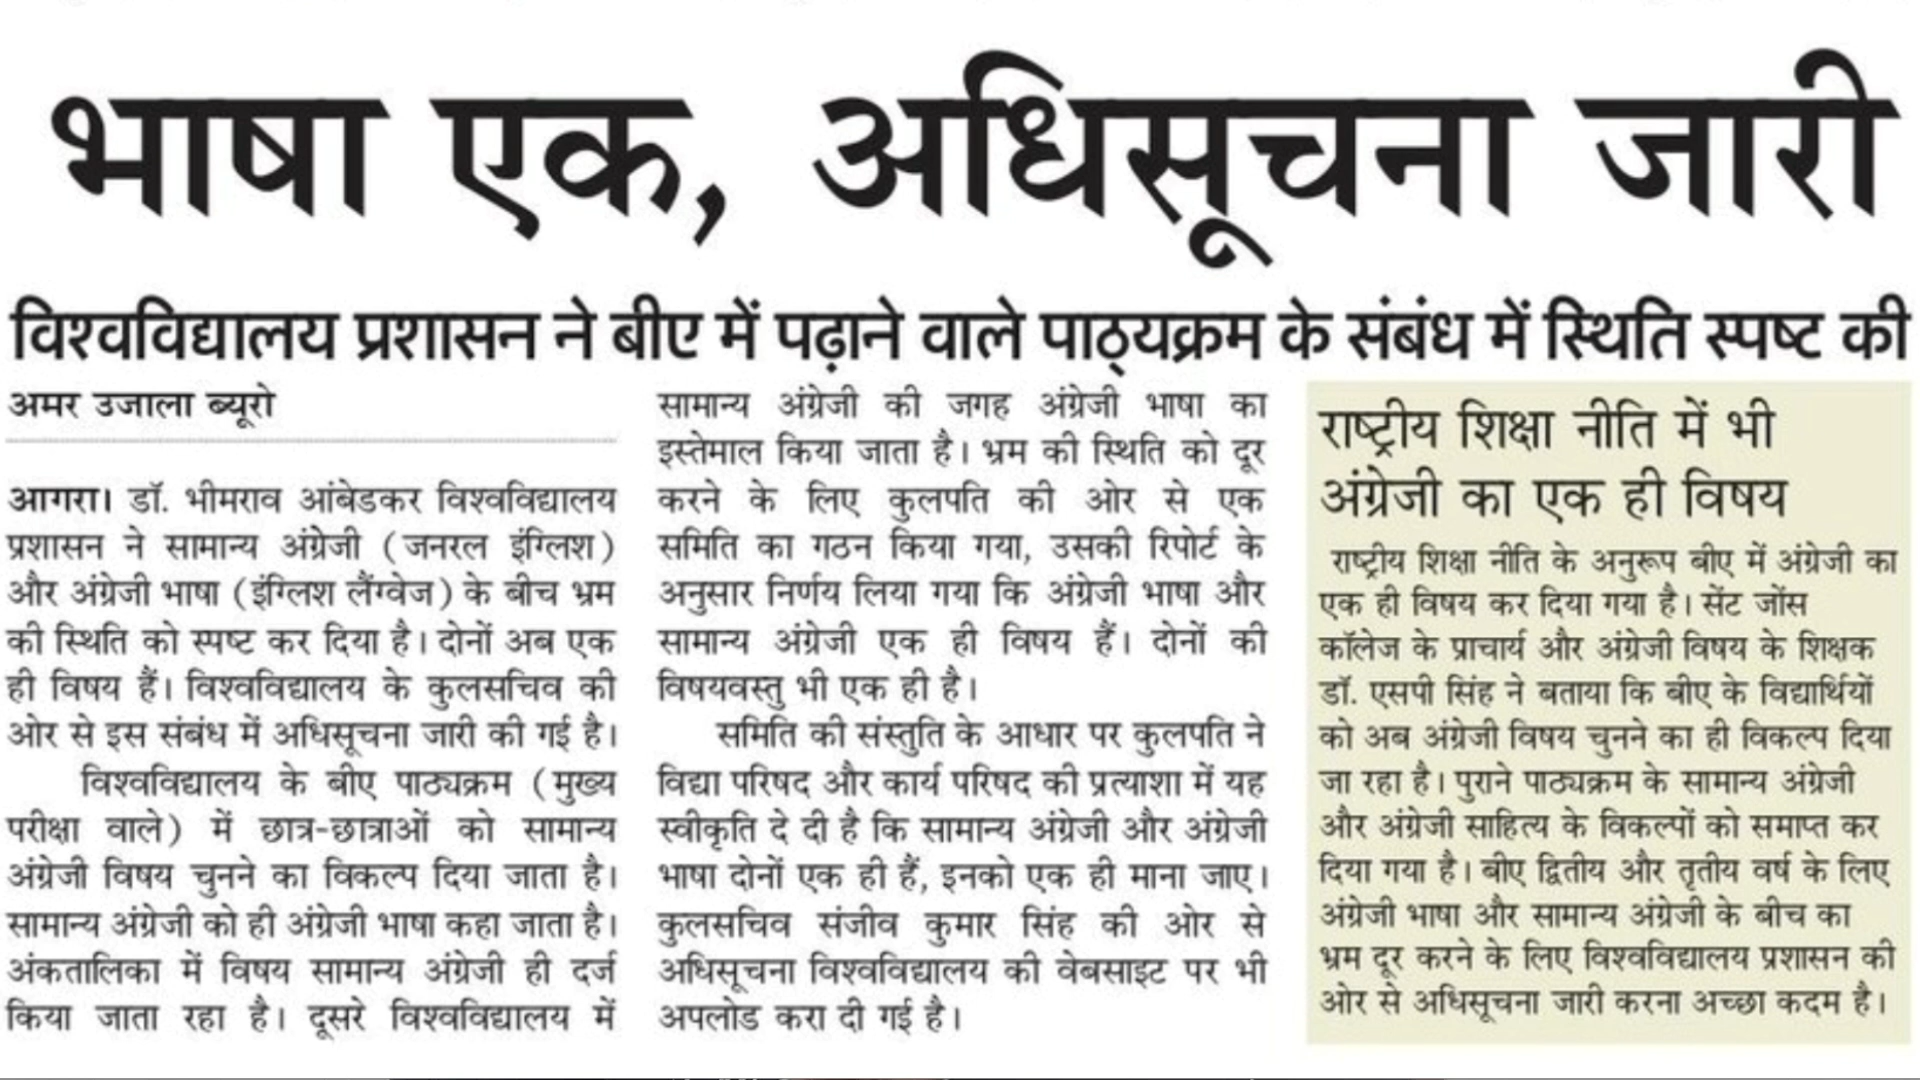 भाषा एक, अधिसूचना जारी
विश्वविद्यालय प्रशासन ने बीए में पढ़ाने वाले पाठ्यक्रम के संबंध में स्थिति स्पष्ट की
अमर उजाला ब्यूरो
आगरा। डॉ. भीमराव आंबेडकर विश्वविद्यालय
प्रशासन ने सामान्य अंग्रेजी (जनरल इंग्लिश)
और अंग्रेजी भाषा (इंग्लिश लैंग्वेज) के बीच भ्रम
की स्थिति को स्पष्ट कर दिया है। दोनों अब एक
ही विषय हैं। विश्वविद्यालय के कुलसचिव की
ओर से इस संबंध में अधिसूचना जारी की गई है।
विश्वविद्यालय के बीए पाठ्यक्रम (मुख्य
परीक्षा वाले) में छात्र-छात्राओं को सामान्य
अंग्रेजी विषय चुनने का विकल्प दिया जाता है।
सामान्य अंग्रेजी को ही अंग्रेजी भाषा कहा जाता है।
अंकतालिका में विषय सामान्य अंग्रेजी ही दर्ज
किया जाता रहा है। दूसरे विश्वविद्यालय में
सामान्य अंग्रेजी की जगह अंग्रेजी भाषा का
इस्तेमाल किया जाता है। भ्रम की स्थिति को दूर
करने के लिए कुलपति की ओर से एक
समिति का गठन किया गया, उसकी रिपोर्ट के
अनुसार निर्णय लिया गया कि अंग्रेजी भाषा और
सामान्य अंग्रेजी एक ही विषय हैं। दोनों की
विषयवस्तु भी एक ही है।
समिति की संस्तुति के आधार पर कुलपति ने
विद्या परिषद और कार्य परिषद की प्रत्याशा में यह
स्वीकृति दे दी है कि सामान्य अंग्रेजी और अंग्रेजी
भाषा दोनों एक ही हैं, इनको एक ही माना जाए।
कुलसचिव संजीव कुमार सिंह की ओर से
अधिसूचना विश्वविद्यालय की वेबसाइट पर भी
अपलोड करा दी गई है।
राष्ट्रीय शिक्षा नीति में भी
अंग्रेजी का एक ही विषय
राष्ट्रीय शिक्षा नीति के अनुरूप बीए में अंग्रेजी का
एक ही विषय कर दिया गया है। सेंट जोंस
कॉलेज के प्राचार्य और अंग्रेजी विषय के शिक्षक
डॉ. एसपी सिंह ने बताया कि बीए के विद्यार्थियों
को अब अंग्रेजी विषय चुनने का ही विकल्प दिया
जा रहा है। पुराने पाठ्यक्रम के सामान्य अंग्रेजी
और अंग्रेजी साहित्य के विकल्पों को समाप्त कर
दिया गया है। बीए द्वितीय और तृतीय वर्ष के लिए
अंग्रेजी भाषा और सामान्य अंग्रेजी के बीच का
भ्रम दूर करने के लिए विश्वविद्यालय प्रशासन की
ओर से अधिसूचना जारी करना अच्छा कदम है।